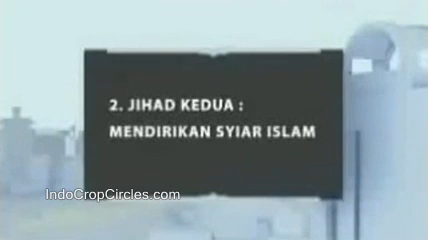 2. JIHAD KEDUA :
MENDIRIKAN SYIAR ISLAM
IndoCropCircles.com